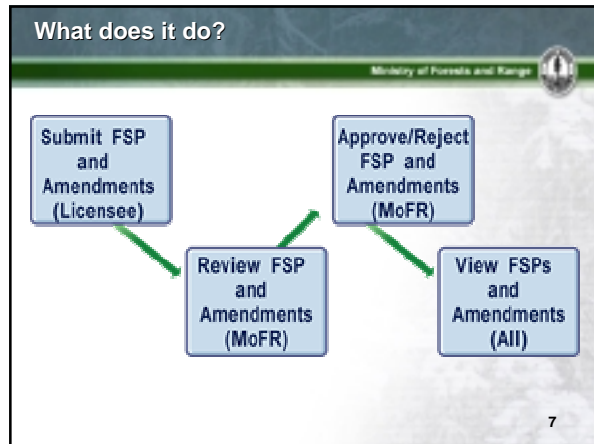 What does it do?
Ministry of Forests and Range
Submit FSP
and
Amendments
(Licensee)
Review FSP
and
Amendments
(MoFR)
Approve/Reject
FSP and
Amendments
(MoFR)
View FSPs
and
Amendments
(All)
7